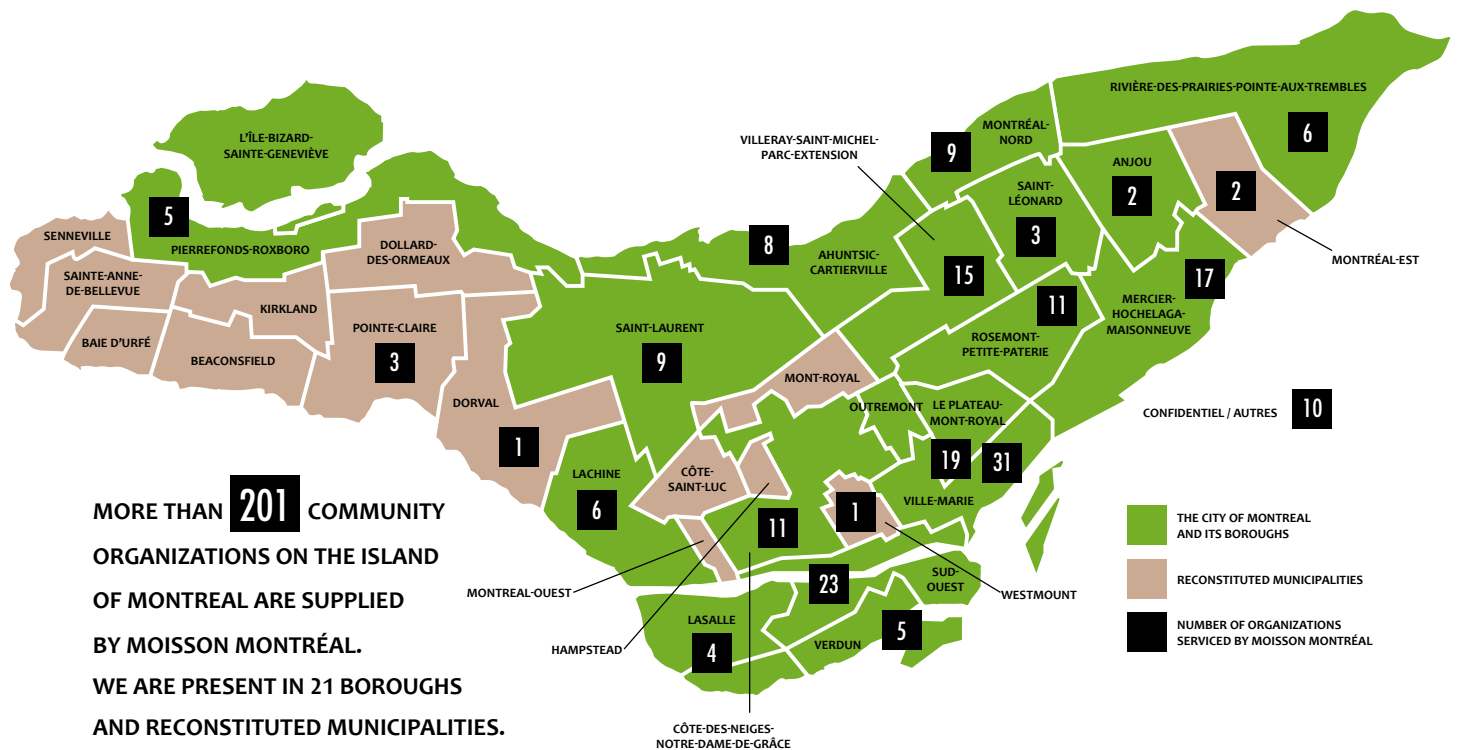 RIVIÈRE-DES-PRAIRIES-POINTE-AUX-TREMBLES
6
MONTRÉAL-
NORD
9
VILLERAY-SAINT-MICHEL-
PARC-EXTENSION
15
ANJOU
2
2
MONTRÉAL-EST
SAINT-
LÉONARD
3
L'ÎLE-BIZARD-
SAINTE-GENEVIÈVE
5
PIERREFONDS-ROXBORO
SENNEVILLE
SAINTE-ANNE-
DE-BELLEVUE
BAIE D'URFÉ
KIRKLAND
BEACONSFIELD
DOLLARD-
DES-ORMEAUX
POINTE-CLAIRE
3
DORVAL
1
8
AHUNTSIC-
CARTIERVILLE
SAINT-LAURENT
9
MONT-ROYAL
11
ROSEMONT-
PETITE-PATERIE
17
MERCIER-
HOCHELAGA-
MAISONNEUVE
OUTREMONT
LE PLATEAU-
MONT-ROYAL
19
31
VILLE-MARIE
CONFIDENTIEL / AUTRES 10
LACHINE
6
CÔTE-
SAINT-LUC
11
1
23
SUD-
OUEST
WESTMOUNT
MONTREAL-OUEST
HAMPSTEAD
LASALLE
4
VERDUN
5
CÔTE-DES-NEIGES-
NOTRE-DAME-DE-GRÂCE
MORE THAN 201 COMMUNITY
ORGANIZATIONS ON THE ISLAND
OF MONTREAL ARE SUPPLIED
BY MOISSON MONTRÉAL.
WE ARE PRESENT IN 21 BOROUGHS
AND RECONSTITUTED MUNICIPALITIES.
THE CITY OF MONTREAL
AND ITS BOROUGHS
RECONSTITUTED MUNICIPALITIES
NUMBER OF ORGANIZATIONS
SERVICED BY MOISSON MONTRÉAL